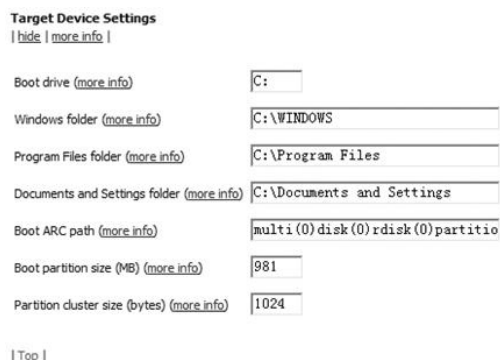 Target Device Settings
| hide | more info |
Boot drive (more info) C:
Windows folder (more info) C:\WINDOWS
Program Files folder (more info) C:\Program Files
Documents and Settings folder (more info) C:\Documents and Settings
Boot ARC path (more info) multi(0)disk(0)rdisk(0)partitio
Boot partition size (MB) (more info) 981
Partition cluster size (bytes) (more info) 1024
| Top |